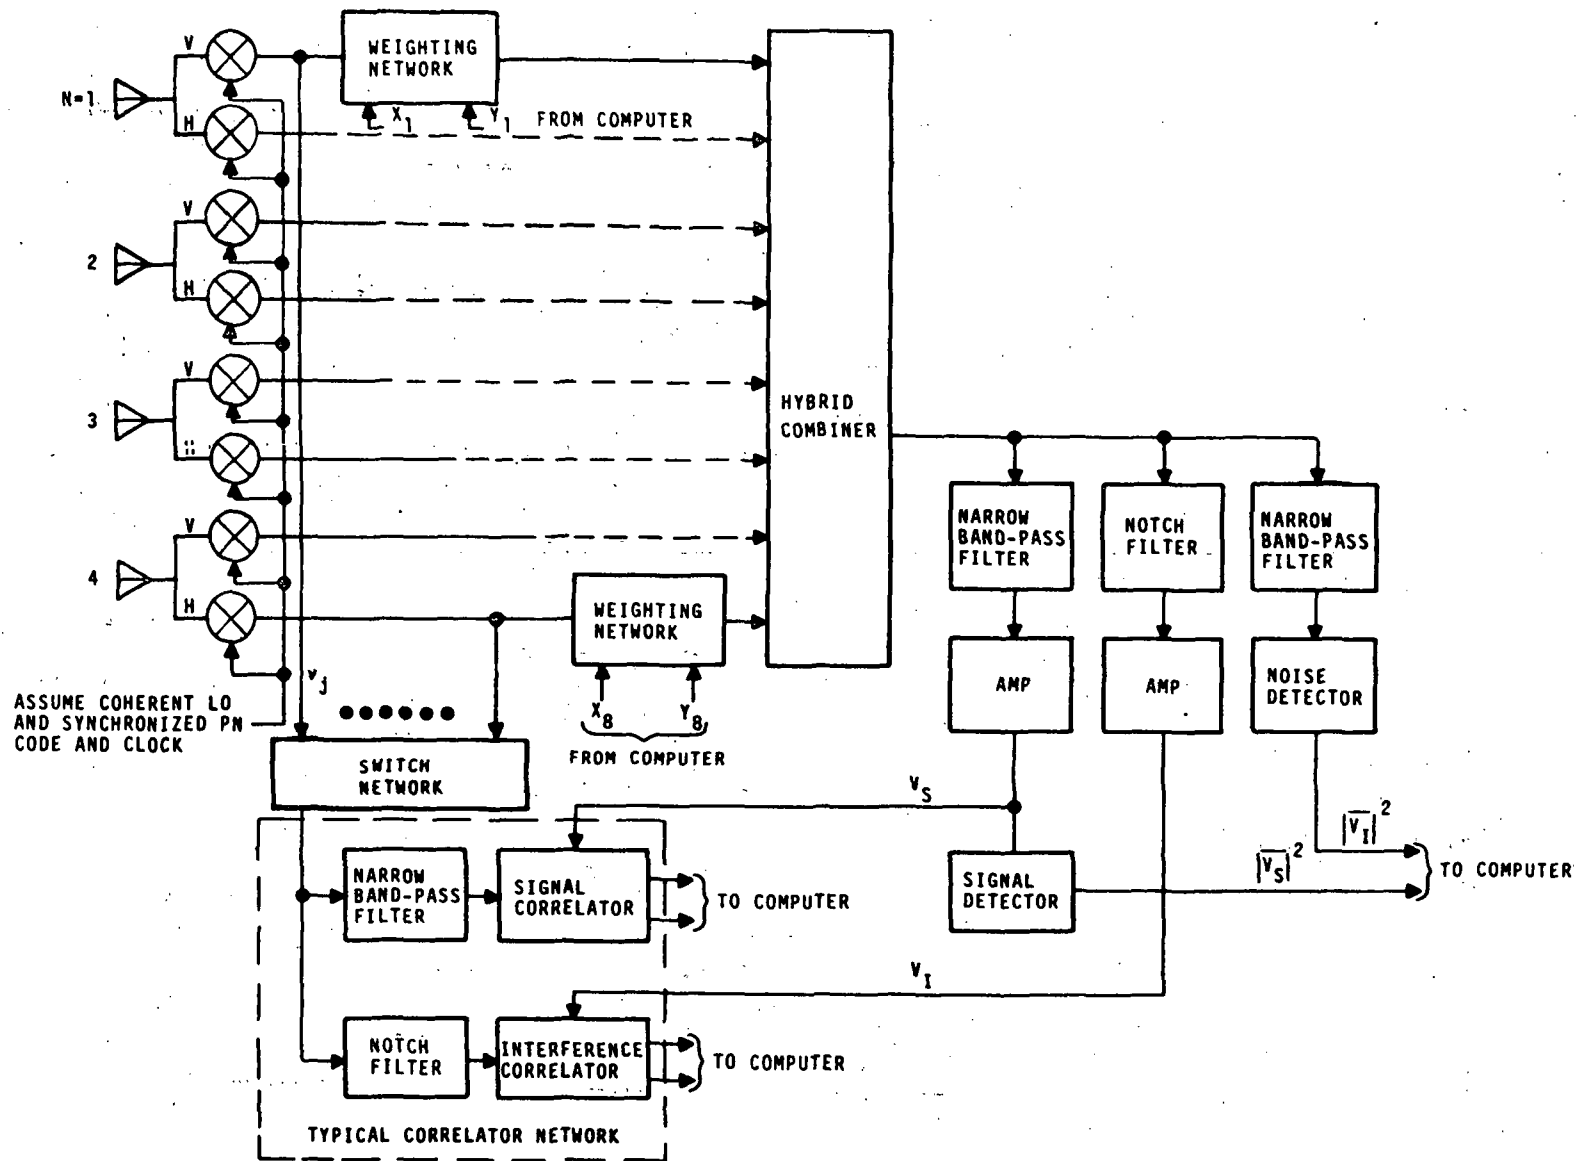 V
N=1
H
WEIGHTING
NETWORK
X1
Y1
FROM COMPUTER
V
2
H
V
3
V
4
H
HYBRID
COMBINER
WEIGHTING
NETWORK
X8
Y8
FROM COMPUTER
vj
ASSUME COHERENT LO
AND SYNCHRONIZED PN
CODE AND CLOCK
SWITCH
NETWORK
NARROW
BAND-PASS
FILTER
NOTCH
FILTER
NARROW
BAND-PASS
FILTER
AMP
AMP
NOISE
DETECTOR
VS
SIGNAL
DETECTOR
|VI|2
|VS|2
TO COMPUTER
NARROW
BAND-PASS
FILTER
SIGNAL
CORRELATOR
TO COMPUTER
VI
NOTCH
FILTER
INTERFERENCE
CORRELATOR
TO COMPUTER
TYPICAL CORRELATOR NETWORK